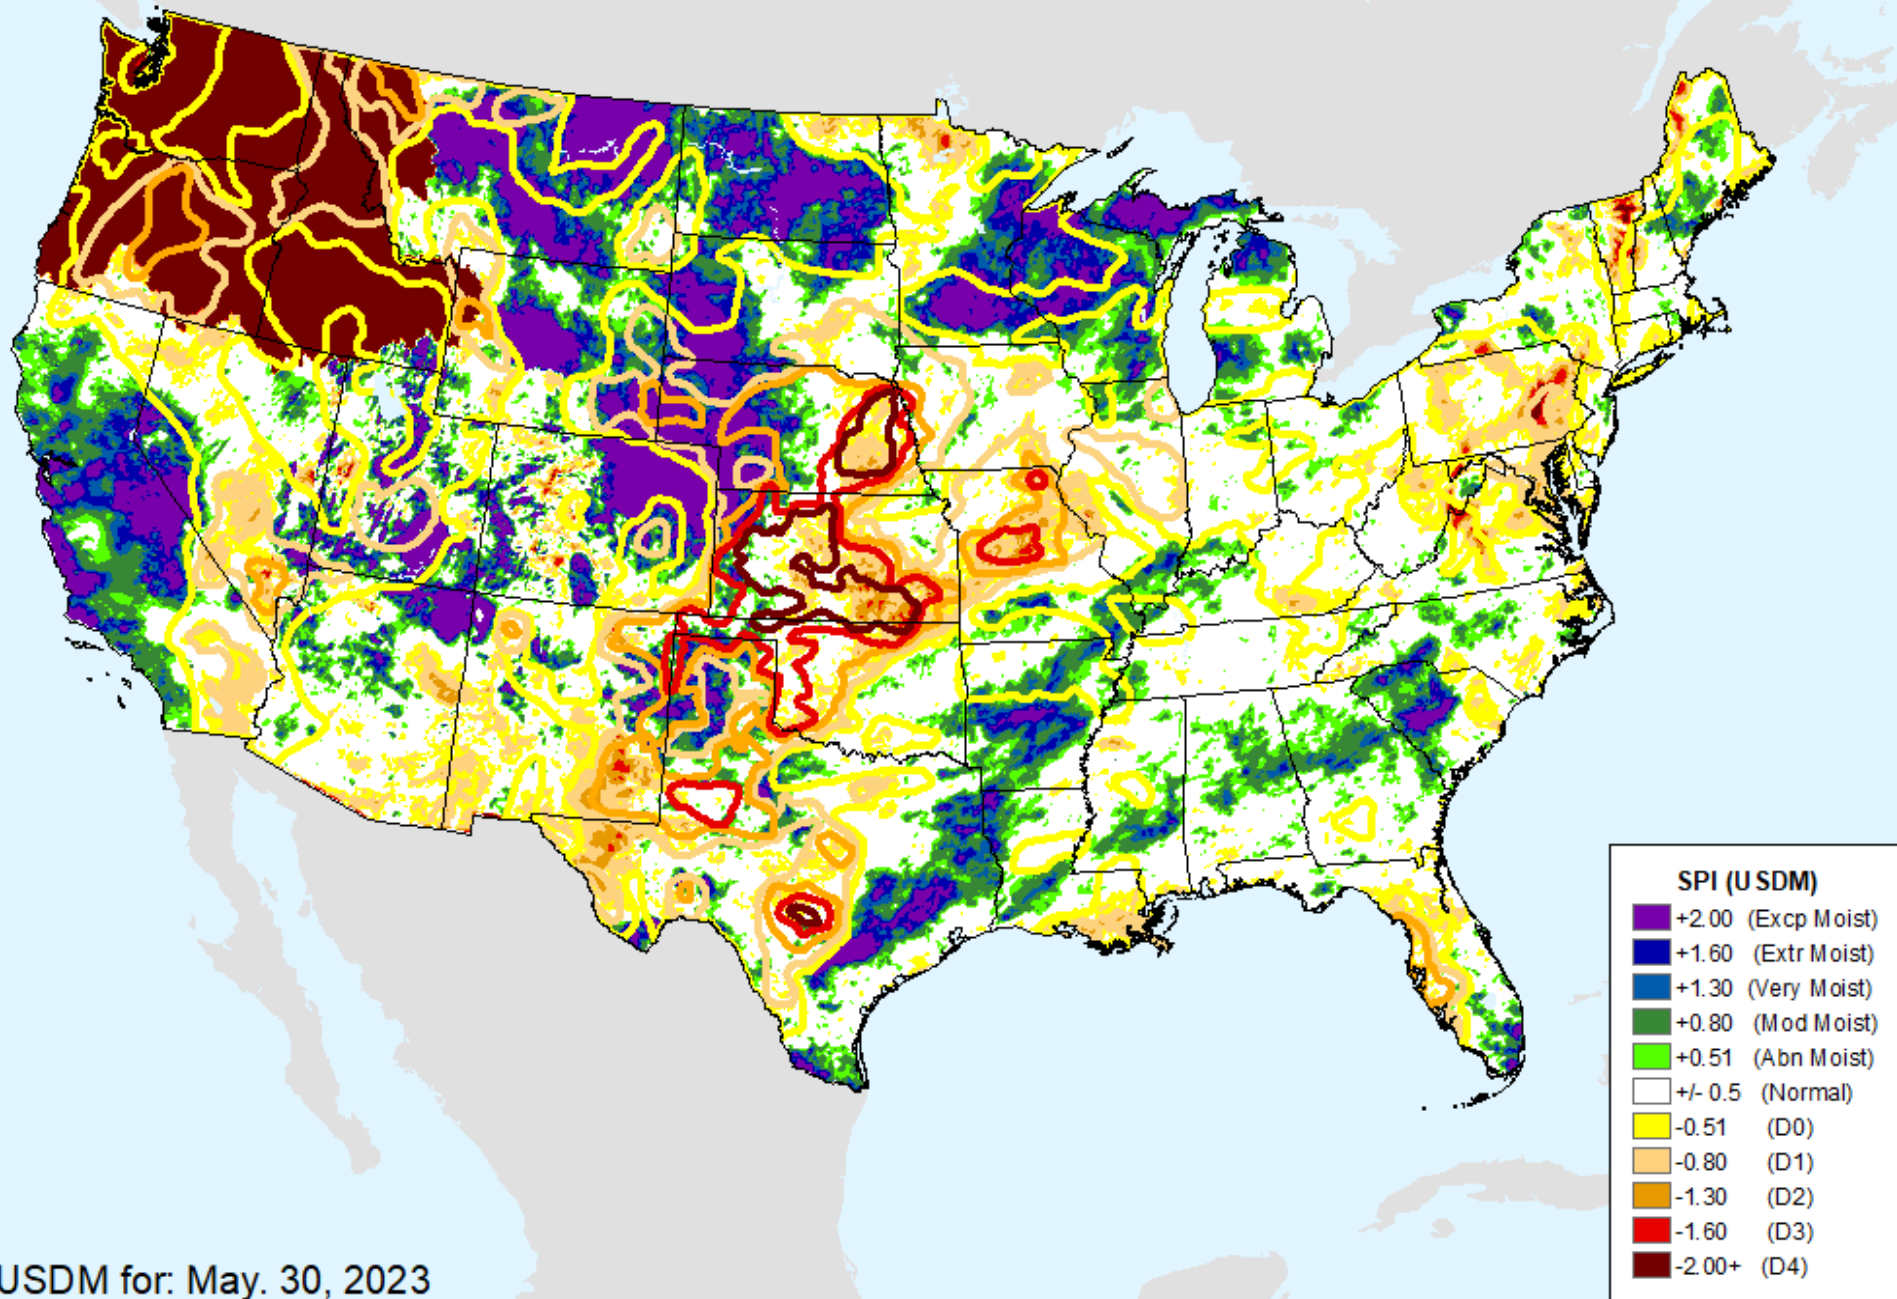 SPI (USDM)
+2.00 (Excp Moist)
+1.60 (Extr Moist)
+1.30 (Very Moist)
+0.80 (Mod Moist)
+0.51 (Abn Moist)
+/- 0.5 (Normal)
-0.51 (D0)
-0.80 (D1)
-1.30 (D2)
-1.60 (D3)
-2.00+ (D4)
USDM for: May. 30, 2023